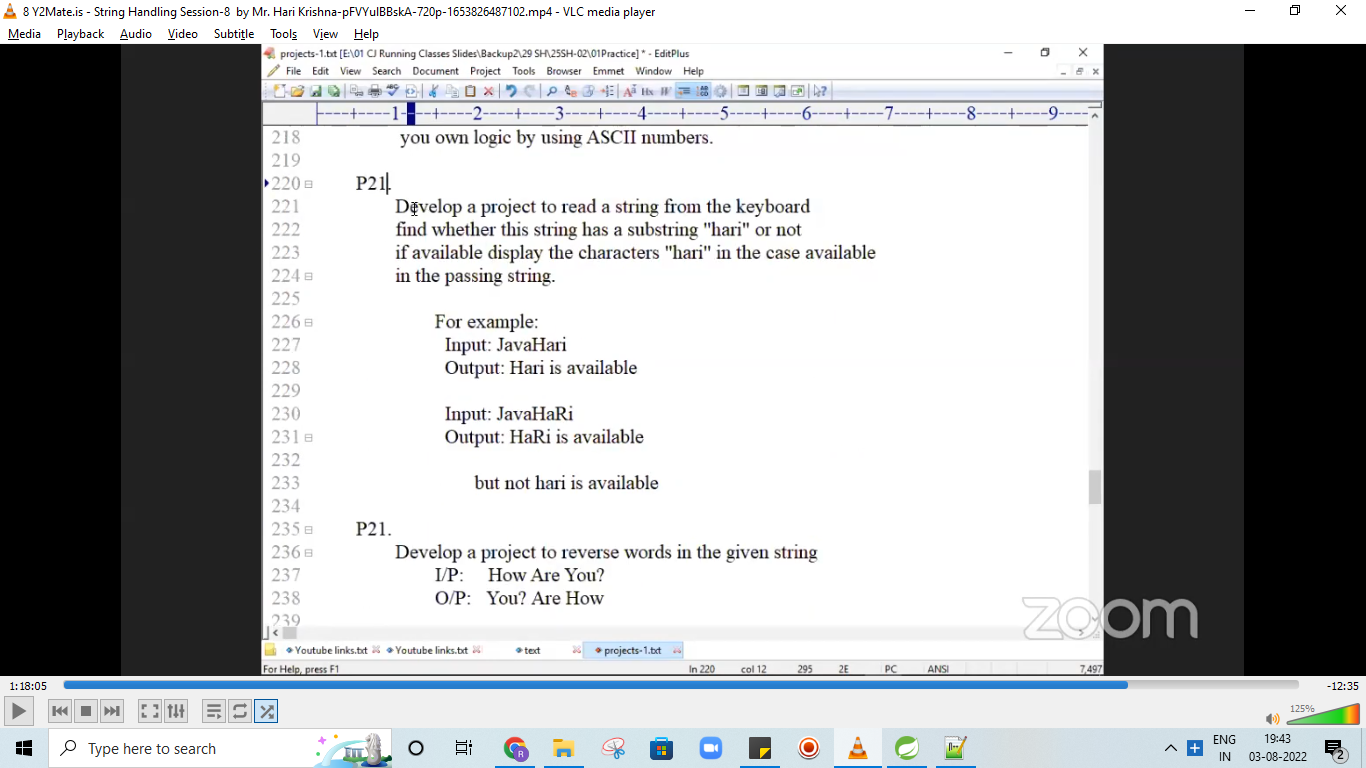 8 Y2Mate.is - String Handling Session-8 by Mr. Hari Krishna-pFVYulBBskA-720p-1653826487102.mp4 - VLC media player
Media Playback Audio Video Subtitle Tools View Help
projects-1.txt [E:\01 CJ Running Classes Slides\Backup2\29 SH\25SH-02\01Practice] * - EditPlus
File Edit View Search Document Project Tools Browser Emmet Window Help
----+----1----+----2----+----3----+----4----+----5----+----6----+----7----+----8----+----9----
218 you own logic by using ASCII numbers.
219
220 P21.
221 Develop a project to read a string from the keyboard
222 find whether this string has a substring "hari" or not
223 if available display the characters "hari" in the case available
224 in the passing string.
225
226 For example:
227 Input: JavaHari
228 Output: Hari is available
229
230 Input: JavaHaRi
231 Output: HaRi is available
232
233 but not hari is available
234
235 P21.
236 Develop a project to reverse words in the given string
237 I/P: How Are You?
238 O/P: You? Are How
239
zoom
Youtube links.txt Youtube links.txt text projects-1.txt
For Help, press F1 ln 220 col 12 295 2E PC ANSI 7,497
1:18:05 -12:35
125%
Type here to search
ENG
IN
19:43
03-08-2022
2